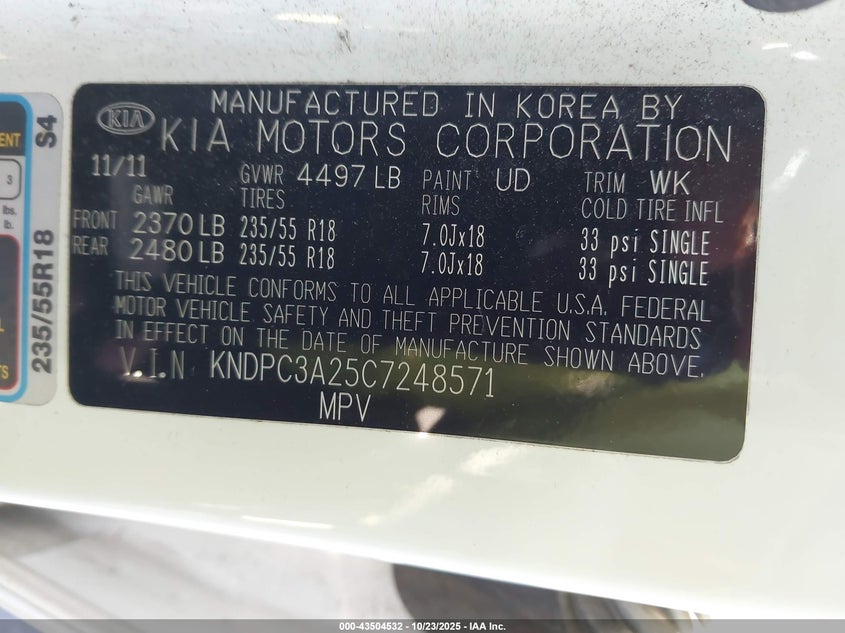 MANUFACTURED IN KOREA BY
KIA KIA MOTORS CORPORATION
11/11 GVWR 4497 LB PAINT UD TRIM WK
GAWR TIRES RIMS COLD TIRE INFL
FRONT 2370 LB 235/55 R18 7.0Jx18 33 psi SINGLE
REAR 2480 LB 235/55 R18 7.0Jx18 33 psi SINGLE
THIS VEHICLE CONFORMS TO ALL APPLICABLE U.S.A. FEDERAL
MOTOR VEHICLE SAFETY AND THEFT PREVENTION STANDARDS
IN EFFECT ON THE DATE OF MANUFACTURE SHOWN ABOVE.
V.I.N KNDPC3A25C7248571
MPV
235/55R18 S4
3
lbs.
lb.
000-43504532 - 10/23/2025 - IAA Inc.